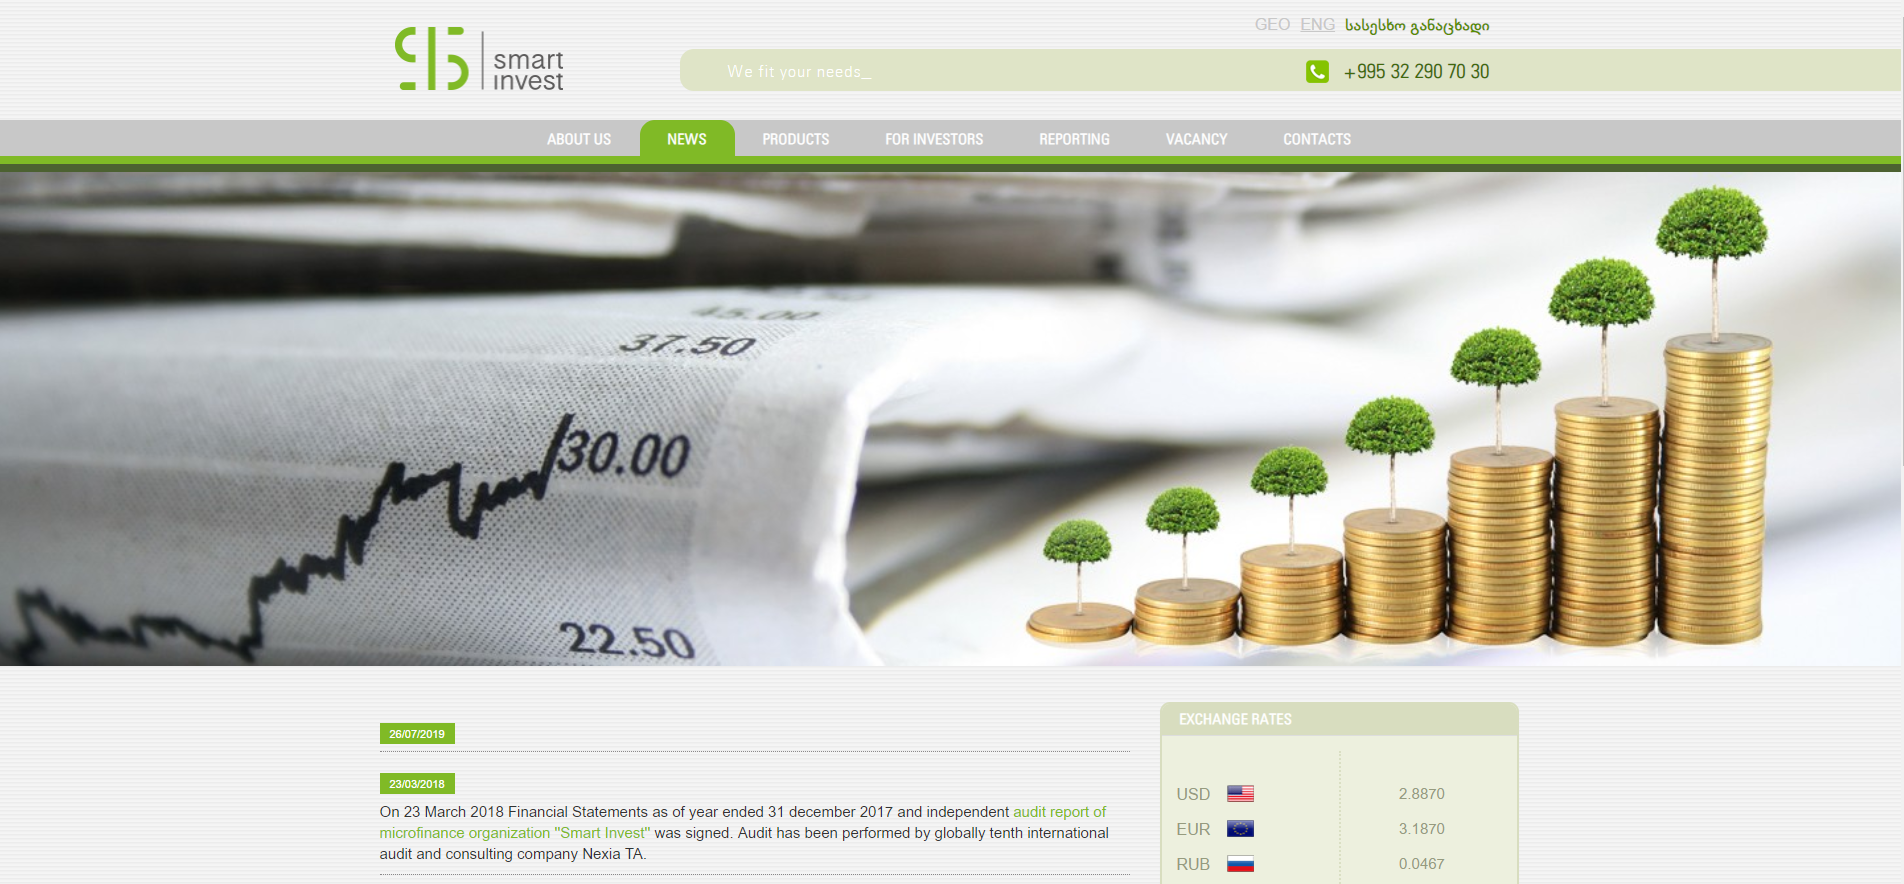 smart
invest
GEO ENG სასესხო განაცხადი
We fit your needs_
+995 32 290 70 30
ABOUT US NEWS PRODUCTS FOR INVESTORS REPORTING VACANCY CONTACTS
45.00
37.50
30.00
22.50
26/07/2019
23/03/2018
On 23 March 2018 Financial Statements as of year ended 31 december 2017 and independent audit report of
microfinance organization "Smart Invest" was signed. Audit has been performed by globally tenth international
audit and consulting company Nexia TA.
EXCHANGE RATES
USD 2.8870
EUR 3.1870
RUB 0.0467